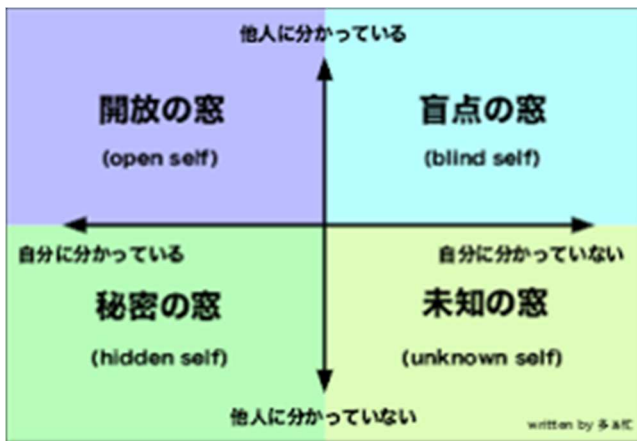 他人に分かっている
開放の窓
(open self)
盲点の窓
(blind self)
自分に分かっている
自分に分かっていない
秘密の窓
(hidden self)
未知の窓
(unknown self)
他人に分かっていない
written by